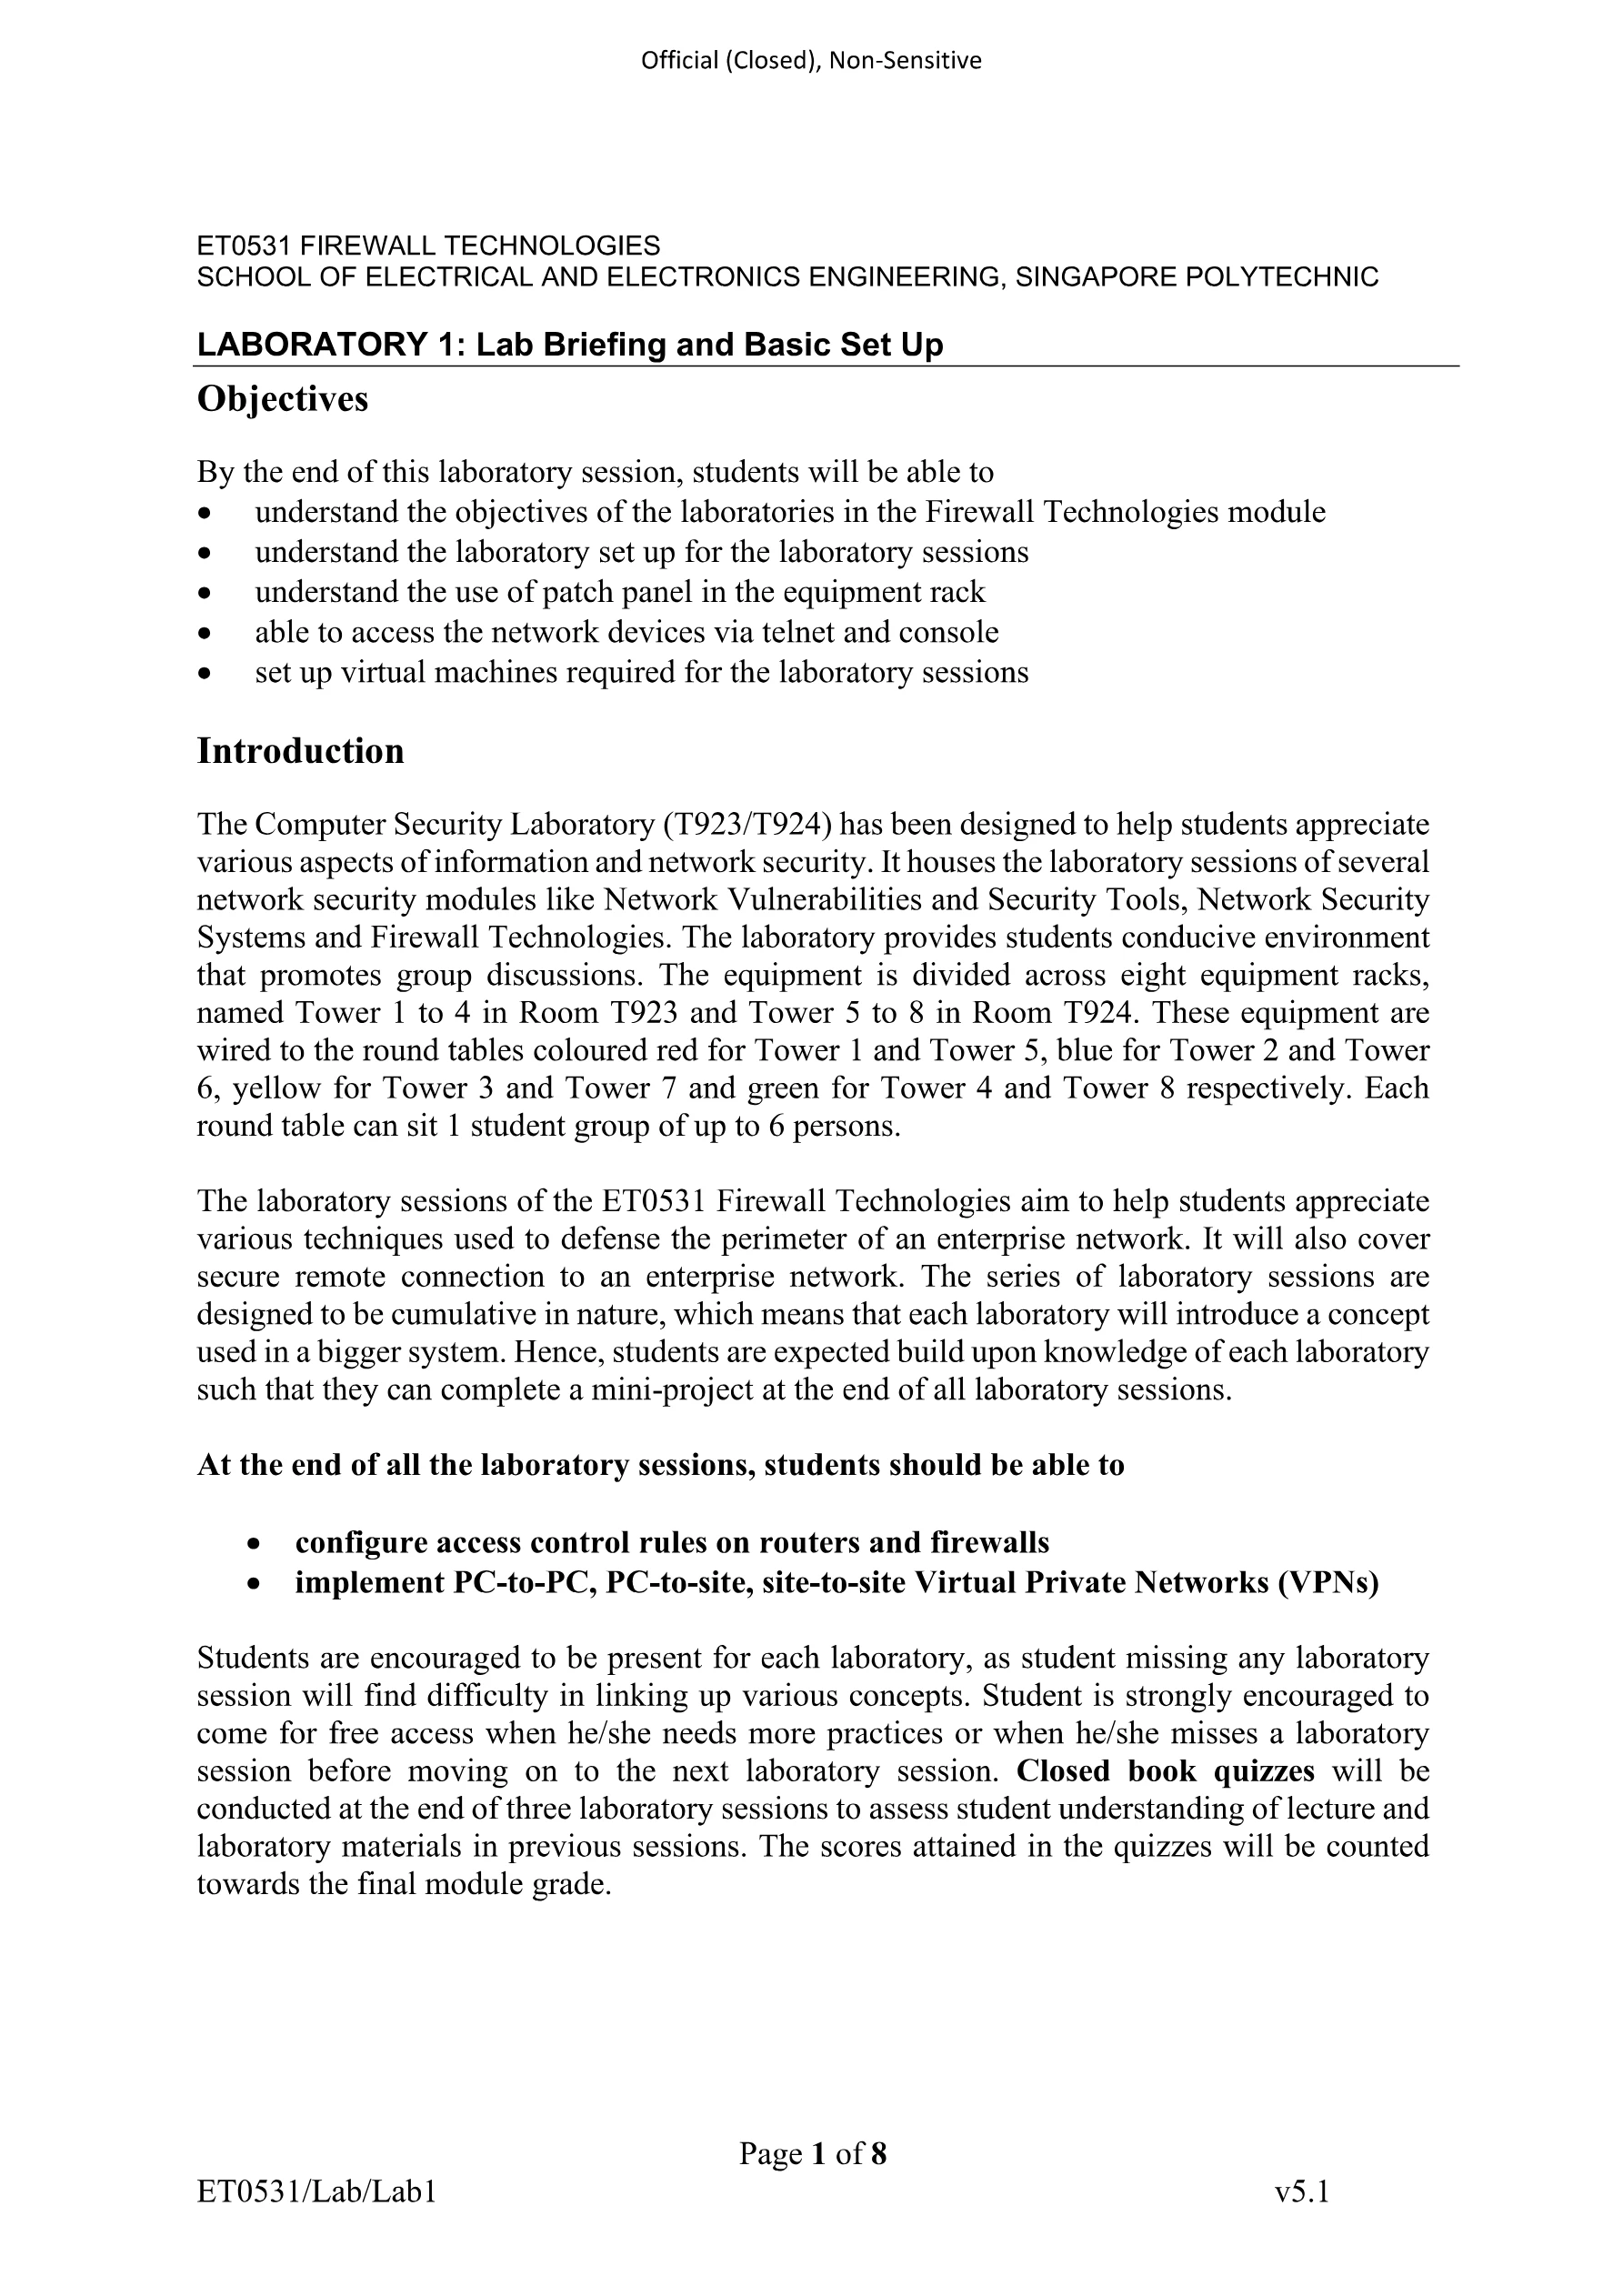 Official (Closed), Non-Sensitive
ET0531 FIREWALL TECHNOLOGIES
SCHOOL OF ELECTRICAL AND ELECTRONICS ENGINEERING, SINGAPORE POLYTECHNIC
LABORATORY 1: Lab Briefing and Basic Set Up
Objectives
By the end of this laboratory session, students will be able to
• understand the objectives of the laboratories in the Firewall Technologies module
• understand the laboratory set up for the laboratory sessions
• understand the use of patch panel in the equipment rack
• able to access the network devices via telnet and console
• set up virtual machines required for the laboratory sessions
Introduction
The Computer Security Laboratory (T923/T924) has been designed to help students appreciate
various aspects of information and network security. It houses the laboratory sessions of several
network security modules like Network Vulnerabilities and Security Tools, Network Security
Systems and Firewall Technologies. The laboratory provides students conducive environment
that promotes group discussions. The equipment is divided across eight equipment racks,
named Tower 1 to 4 in Room T923 and Tower 5 to 8 in Room T924. These equipment are
wired to the round tables coloured red for Tower 1 and Tower 5, blue for Tower 2 and Tower
6, yellow for Tower 3 and Tower 7 and green for Tower 4 and Tower 8 respectively. Each
round table can sit 1 student group of up to 6 persons.
The laboratory sessions of the ET0531 Firewall Technologies aim to help students appreciate
various techniques used to defense the perimeter of an enterprise network. It will also cover
secure remote connection to an enterprise network. The series of laboratory sessions are
designed to be cumulative in nature, which means that each laboratory will introduce a concept
used in a bigger system. Hence, students are expected build upon knowledge of each laboratory
such that they can complete a mini-project at the end of all laboratory sessions.
At the end of all the laboratory sessions, students should be able to
• configure access control rules on routers and firewalls
• implement PC-to-PC, PC-to-site, site-to-site Virtual Private Networks (VPNs)
Students are encouraged to be present for each laboratory, as student missing any laboratory
session will find difficulty in linking up various concepts. Student is strongly encouraged to
come for free access when he/she needs more practices or when he/she misses a laboratory
session before moving on to the next laboratory session. Closed book quizzes will be
conducted at the end of three laboratory sessions to assess student understanding of lecture and
laboratory materials in previous sessions. The scores attained in the quizzes will be counted
towards the final module grade.
Page 1 of 8
ET0531/Lab/Lab1 v5.1